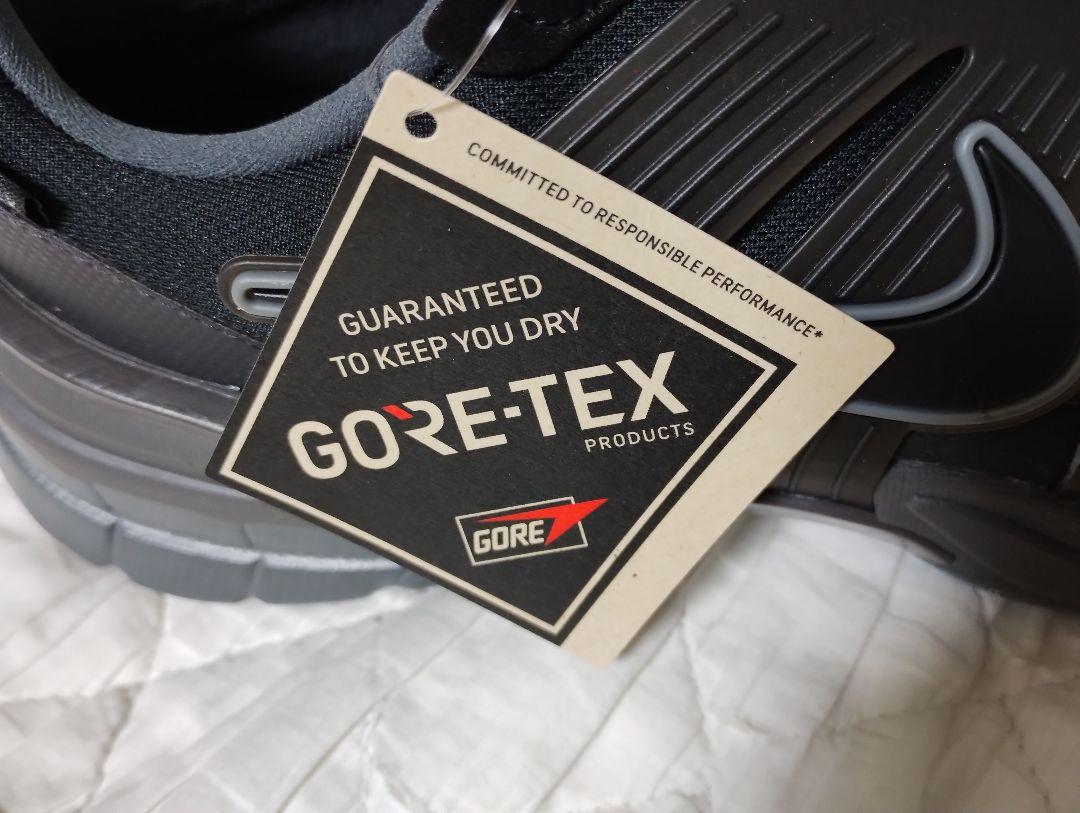 COMMITTED TO RESPONSIBLE PERFORMANCE*
GUARANTEED
TO KEEP YOU DRY
GORE-TEX
PRODUCTS
GORE